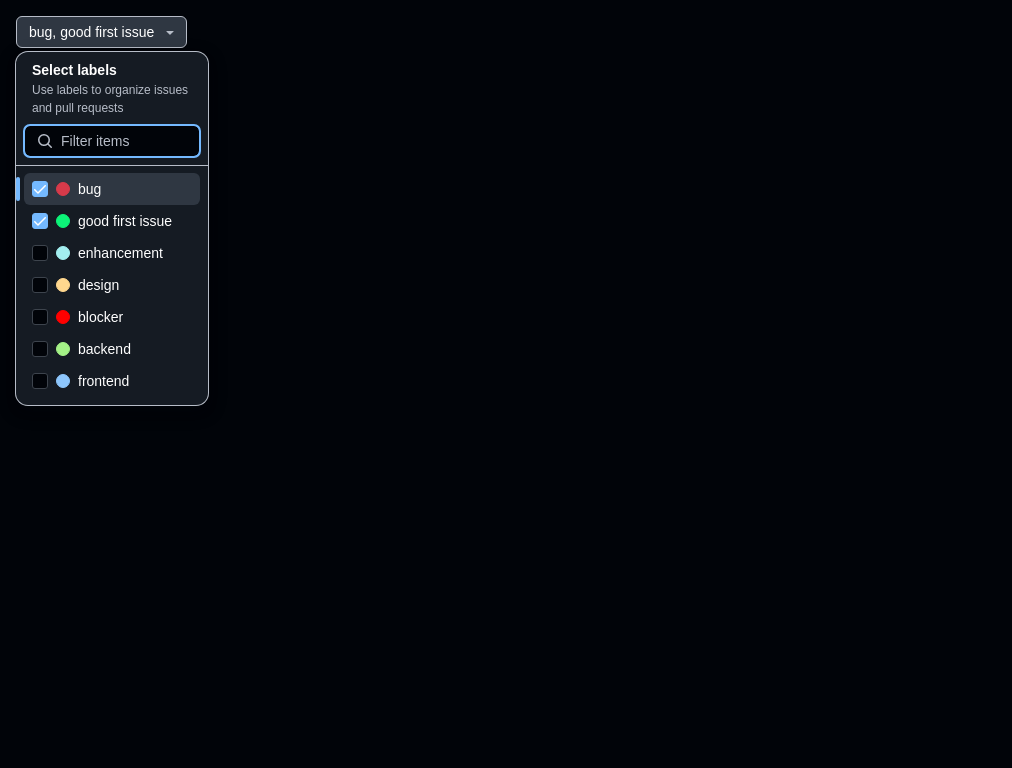 bug, good first issue
Select labels
Use labels to organize issues
and pull requests
Filter items
bug
good first issue
enhancement
design
blocker
backend
frontend